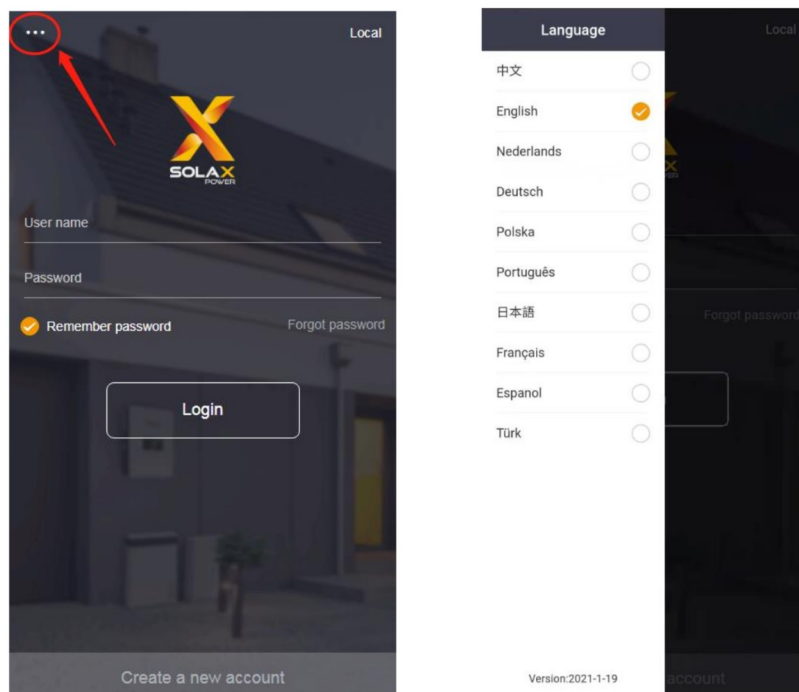 ...
Local
SOLAX
POWER
User name
Password
Remember password
Forgot password
Login
Create a new account
Language
中文
English
Nederlands
Deutsch
Polska
Português
日本語
Français
Espanol
Türk
Version:2021-1-19
Local
Forgot password
account